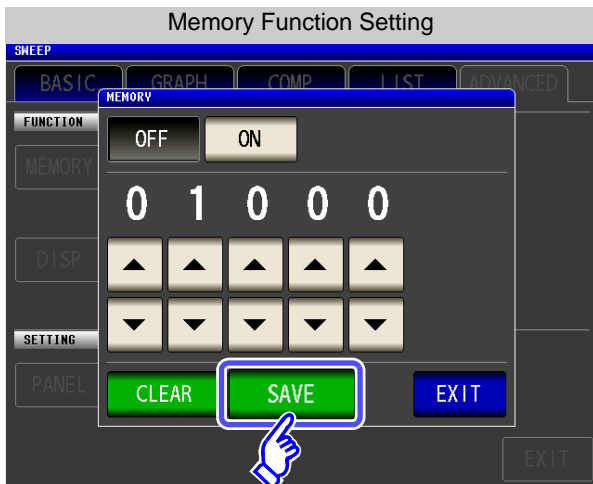 Memory Function Setting
SWEEP
BASIC GRAPH COMP LIST ADVANCED
MEMORY
FUNCTION
OFF ON
MEMORY
0 1 0 0 0
DISP
SETTING
PANEL
CLEAR SAVE EXIT
EXIT